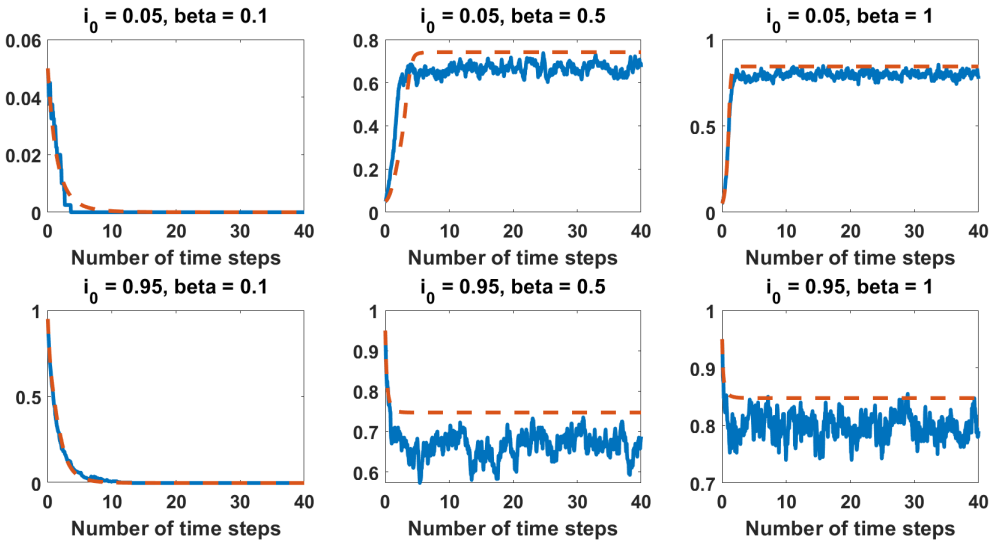 i0 = 0.05, beta = 0.1
0.06
0.04
0.02
0
0 10 20 30 40
Number of time steps
i0 = 0.05, beta = 0.5
0.8
0.6
0.4
0.2
0
0 10 20 30 40
Number of time steps
i0 = 0.05, beta = 1
1
0.5
0
0 10 20 30 40
Number of time steps
i0 = 0.95, beta = 0.1
1
0.5
0
0 10 20 30 40
Number of time steps
i0 = 0.95, beta = 0.5
1
0.9
0.8
0.7
0.6
0 10 20 30 40
Number of time steps
i0 = 0.95, beta = 1
1
0.9
0.8
0.7
0 10 20 30 40
Number of time steps